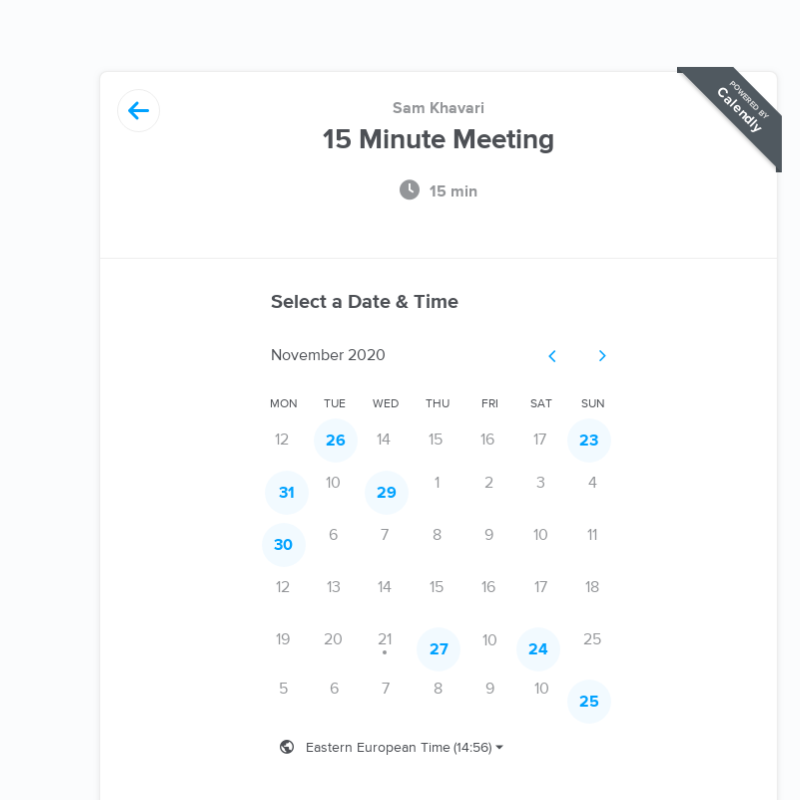 POWERED BY
Calendly
Sam Khavari
15 Minute Meeting
15 min
Select a Date & Time
November 2020
MON TUE WED THU FRI SAT SUN
12 26 14 15 16 17 23
31 10 29 1 2 3 4
30 6 7 8 9 10 11
12 13 14 15 16 17 18
19 20 21 27 10 24 25
5 6 7 8 9 10 25
Eastern European Time (14:56)